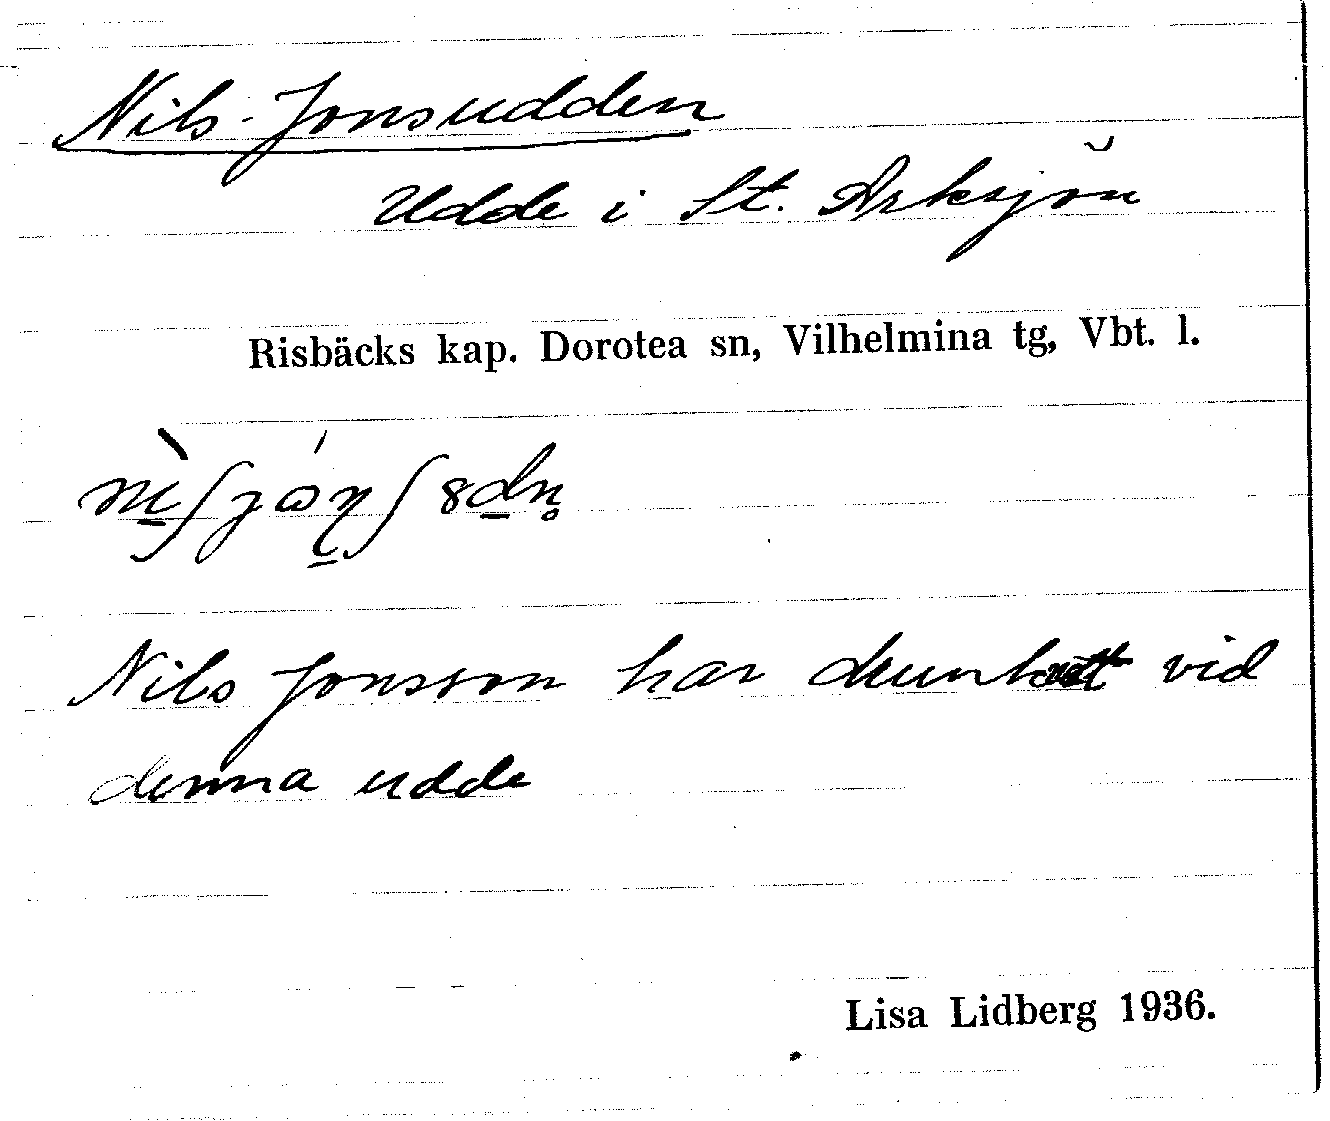 Nils-Jonsudden
Udde i St. Arksjön
Risbäcks kap. Dorotea sn, Vilhelmina tg, Vbt. l.
Nils Jonsson har drunknatt vid
denna udde
Lisa Lidberg 1936.